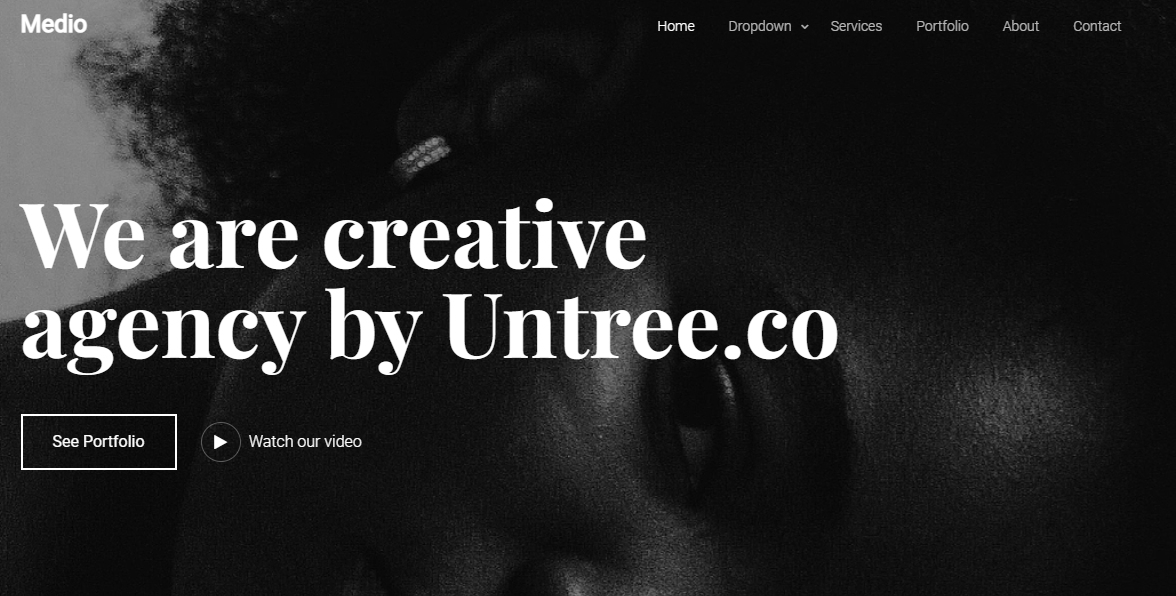 Medio
Home Dropdown Services Portfolio About Contact
We are creative
agency by Untree.co
See Portfolio
Watch our video